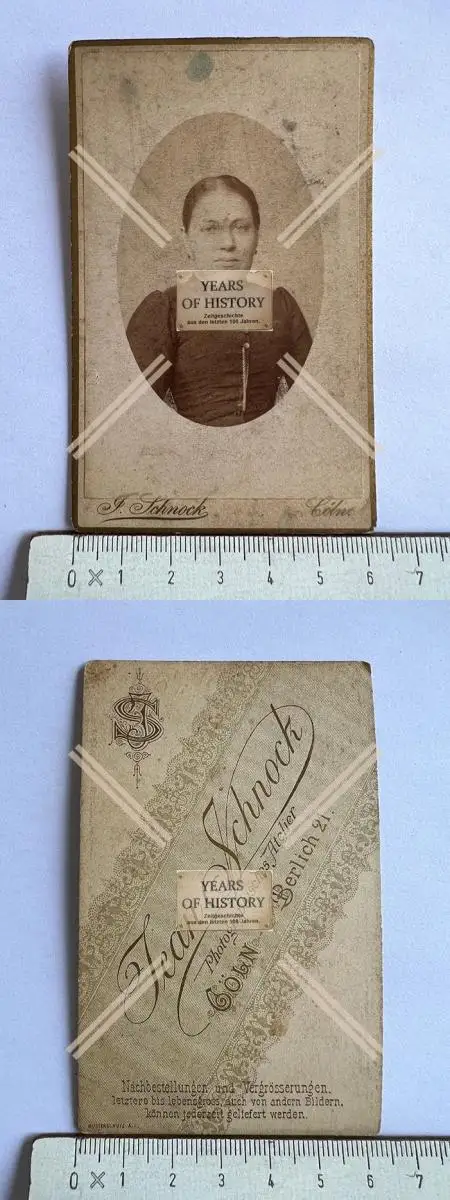 YEARS
OF HISTORY
Zeitgeschichte
aus den letzten 100 Jahren.
J. Schnock
Cöln
0 1 2 3 4 5 6 7
JS
Jean Schnock
Atelier
CÖLN Berlich 21.
YEARS
OF HISTORY
Zeitgeschichte
aus den letzten 100 Jahren.
Nachbestellungen und Vergrösserungen,
letztere bis lebensgross, auch von andern Bildern,
können jederzeit geliefert werden.
0 1 2 3 4 5 6 7